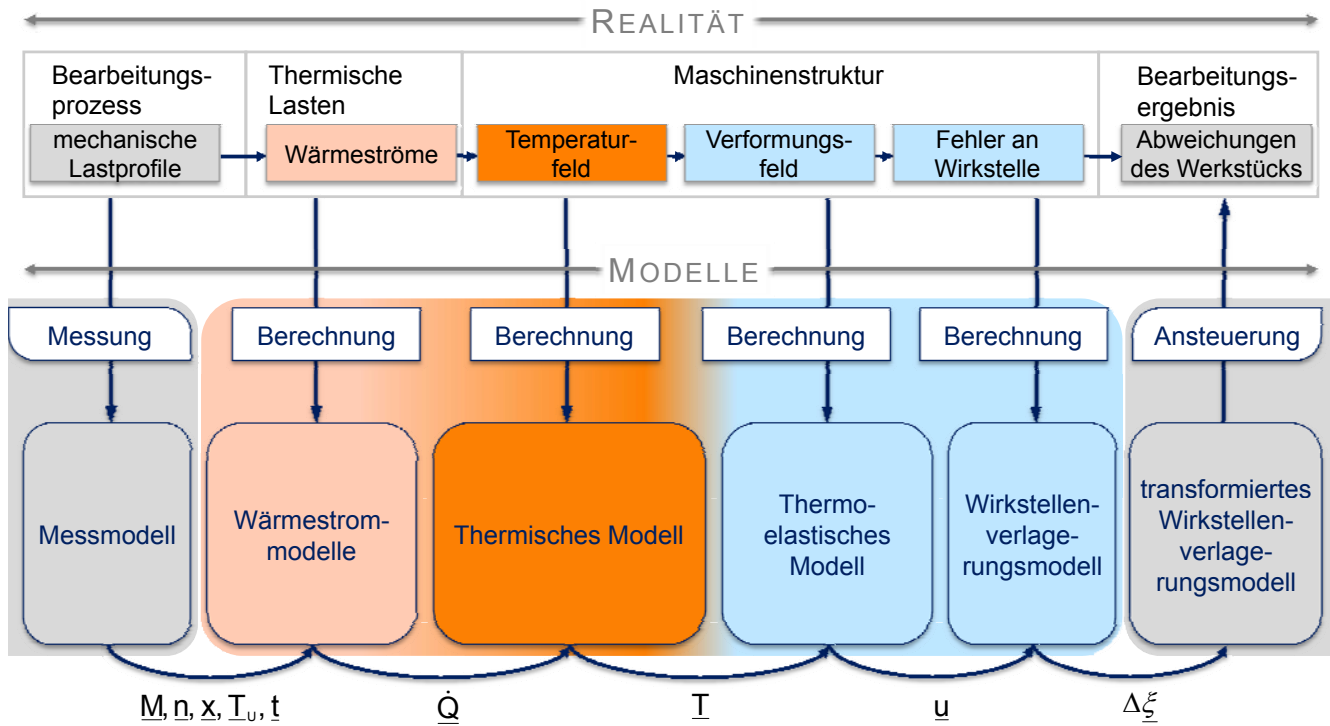 REALITÄT
Bearbeitungs-
prozess
mechanische
Lastprofile
Thermische
Lasten
Wärmeströme
Maschinenstruktur
Temperatur-
feld
Verformungs-
feld
Fehler an
Wirkstelle
Bearbeitungs-
ergebnis
Abweichungen
des Werkstücks
MODELLE
Messung
Berechnung
Berechnung
Berechnung
Berechnung
Ansteuerung
Messmodell
Wärmestrom-
modelle
Thermisches Modell
Thermo-
elastisches
Modell
Wirkstellen-
verlage-
rungsmodell
transformiertes
Wirkstellen-
verlage-
rungsmodell
M, n, x, Tᵤ, t
Q̇
T
u
Δξ